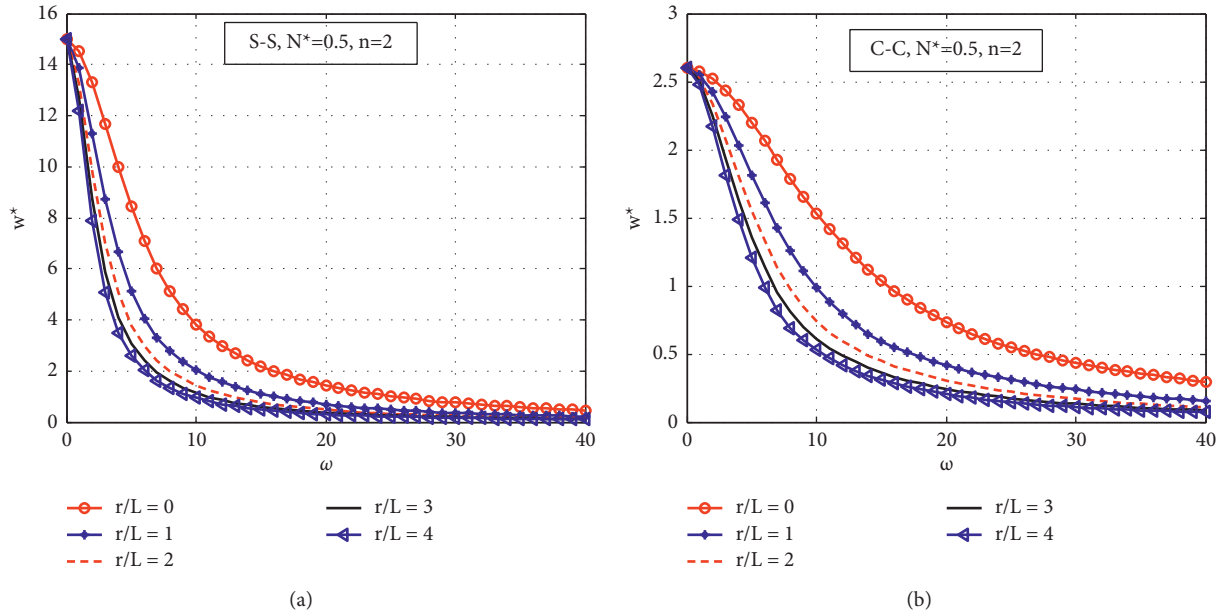 S-S, N*=0.5, n=2
w*
16
14
12
10
8
6
4
2
0
0 10 20 30 40
ω
r/L = 0
r/L = 1
r/L = 2
r/L = 3
r/L = 4
(a)
C-C, N*=0.5, n=2
w*
3
2.5
2
1.5
1
0.5
0
0 10 20 30 40
ω
r/L = 0
r/L = 1
r/L = 2
r/L = 3
r/L = 4
(b)